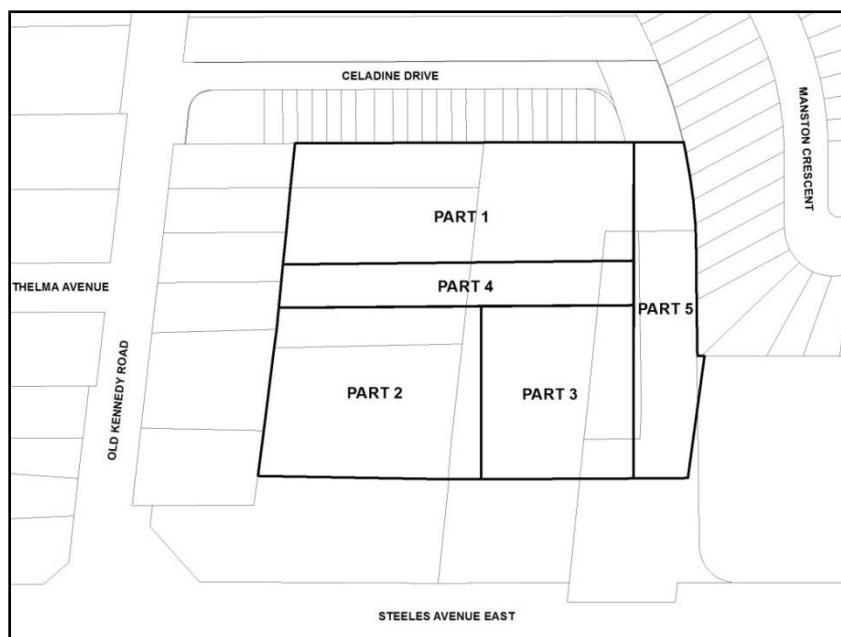 CELADINE DRIVE
MANSTON CRESCENT
PART 1
THELMA AVENUE
PART 4
PART 5
OLD KENNEDY ROAD
PART 2
PART 3
STEELES AVENUE EAST